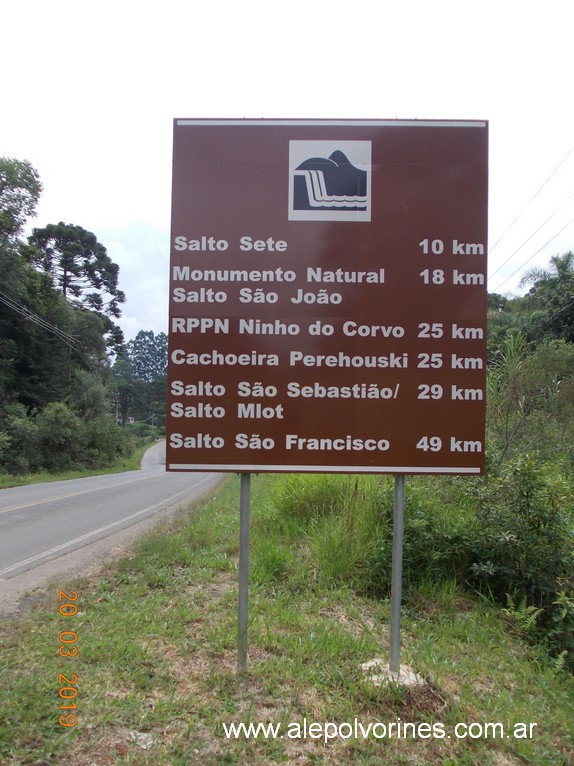 Salto Sete 10 km
Monumento Natural 18 km
Salto São João
RPPN Ninho do Corvo 25 km
Cachoeira Perehouski 25 km
Salto São Sebastião/ 29 km
Salto Mlot
Salto São Francisco 49 km
20 03 2019
www.alepolvorines.com.ar